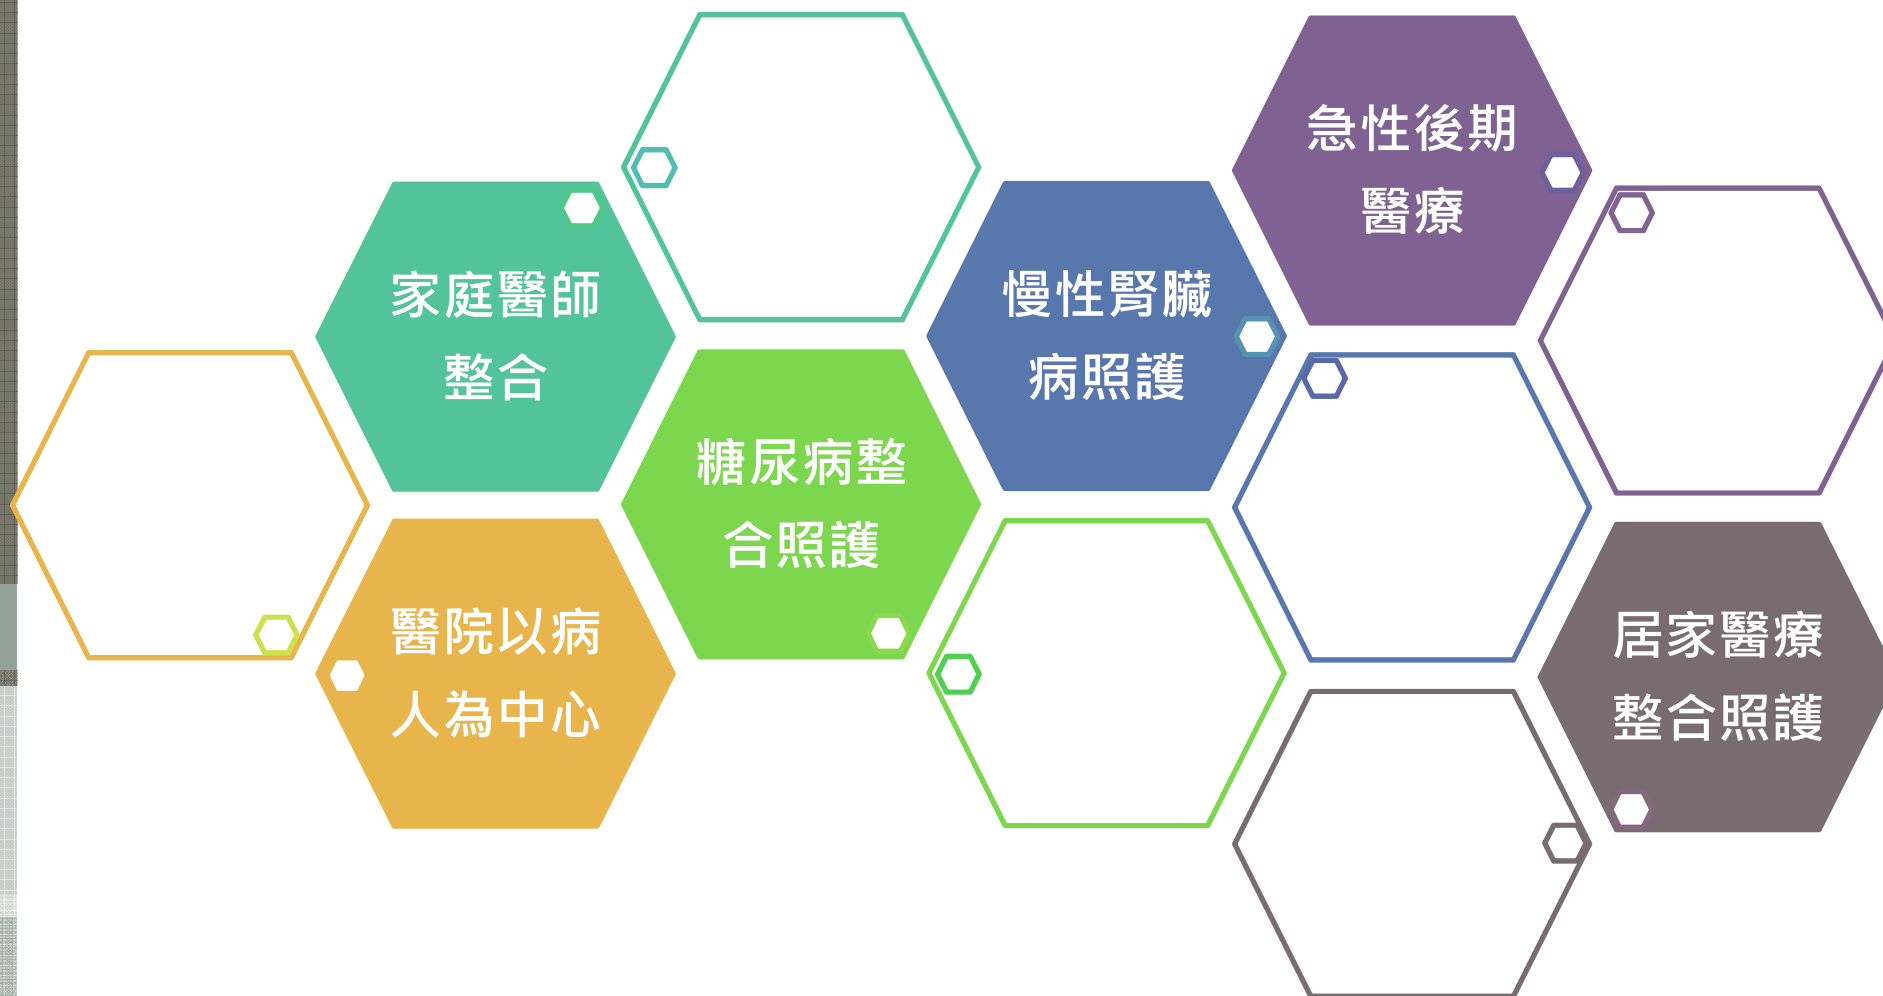 急性後期
醫療
家庭醫師
整合
慢性腎臟
病照護
糖尿病整
合照護
醫院以病
人為中心
居家醫療
整合照護